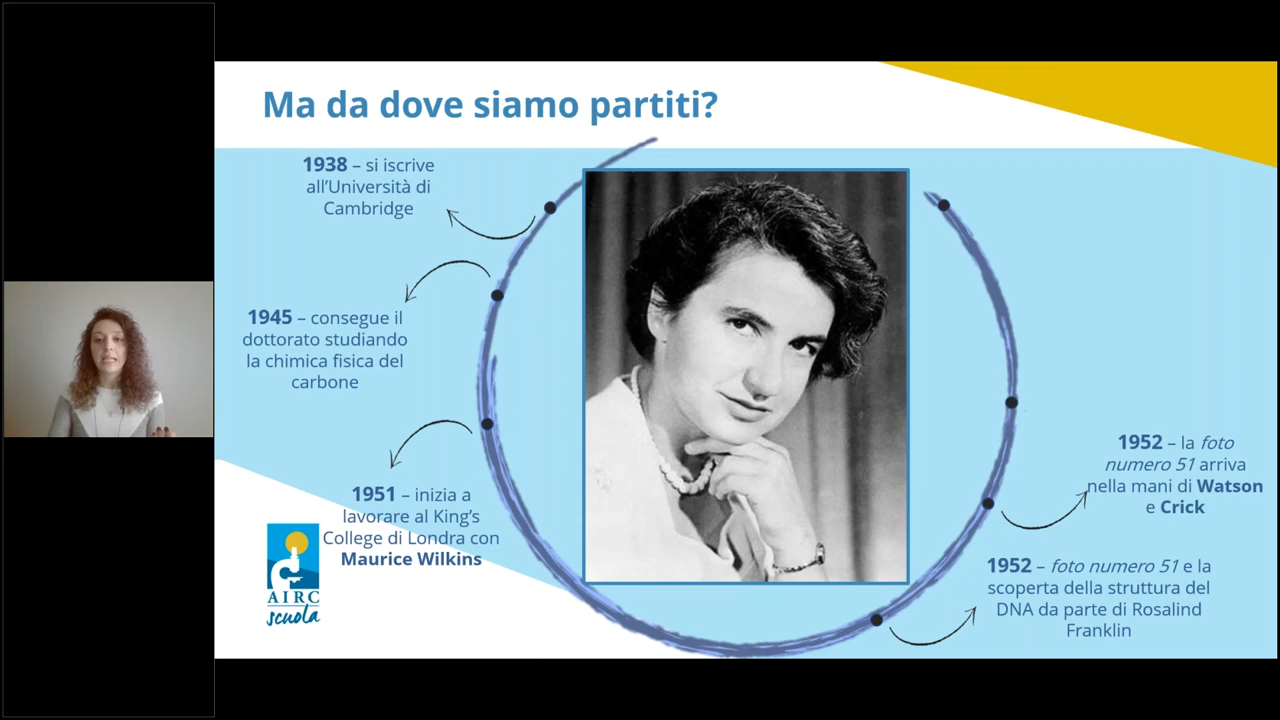 Ma da dove siamo partiti?
1938 – si iscrive
all’Università di
Cambridge
1945 – consegue il
dottorato studiando
la chimica fisica del
carbone
1951 – inizia a
lavorare al King’s
College di Londra con
Maurice Wilkins
1952 – foto numero 51 e la
scoperta della struttura del
DNA da parte di Rosalind
Franklin
1952 – la foto
numero 51 arriva
nella mani di Watson
e Crick
AIRC
scuola